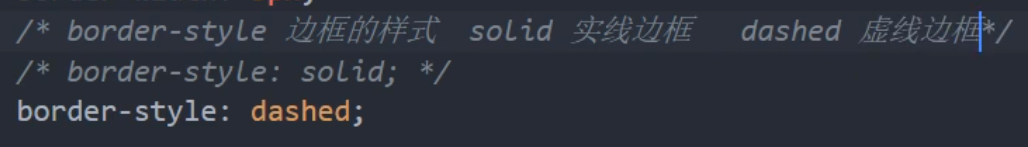 /* border-style 边框的样式  solid 实线边框   dashed 虚线边框*/
/* border-style: solid; */
border-style: dashed;